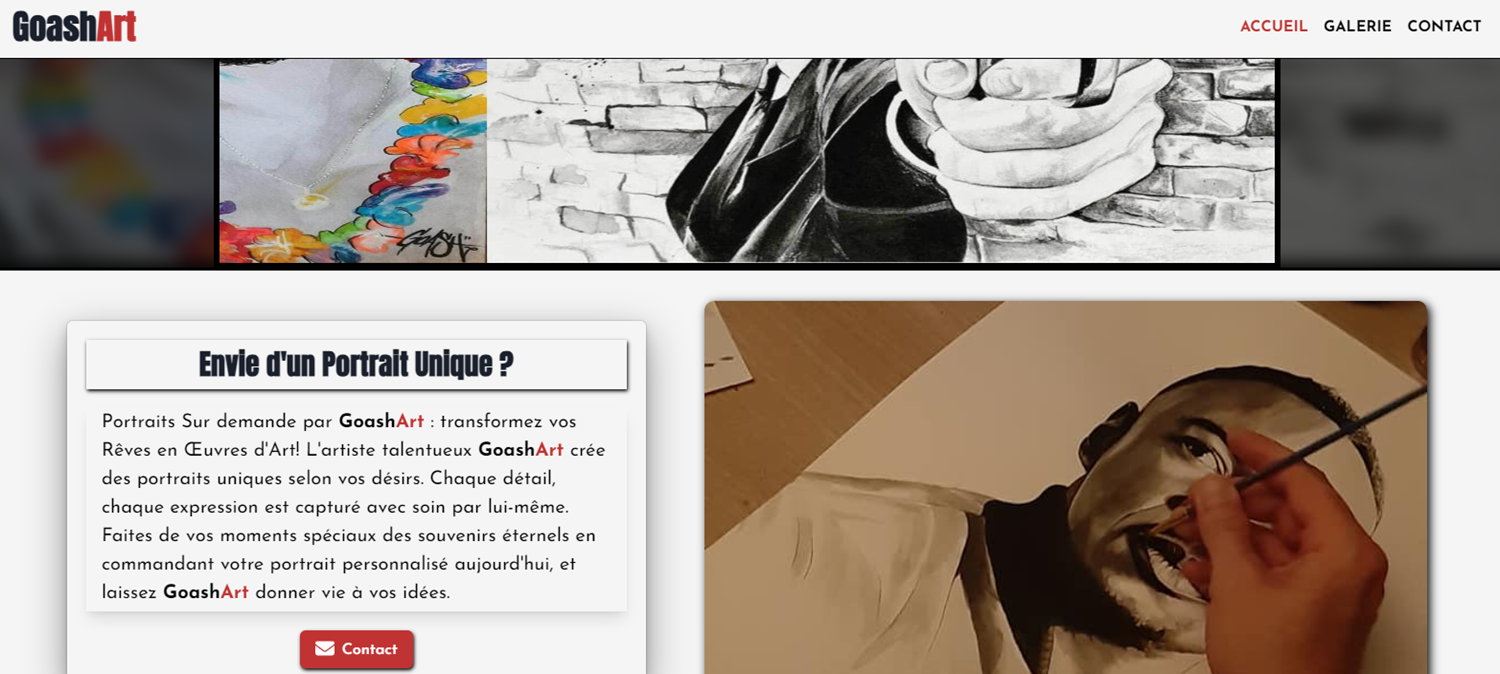 GoashArt
ACCUEIL GALERIE CONTACT
GOASH
Envie d'un Portrait Unique ?
Portraits Sur demande par GoashArt : transformez vos
Rêves en Œuvres d'Art! L'artiste talentueux GoashArt crée
des portraits uniques selon vos désirs. Chaque détail,
chaque expression est capturé avec soin par lui-même.
Faites de vos moments spéciaux des souvenirs éternels en
commandant votre portrait personnalisé aujourd'hui, et
laissez GoashArt donner vie à vos idées.
Contact